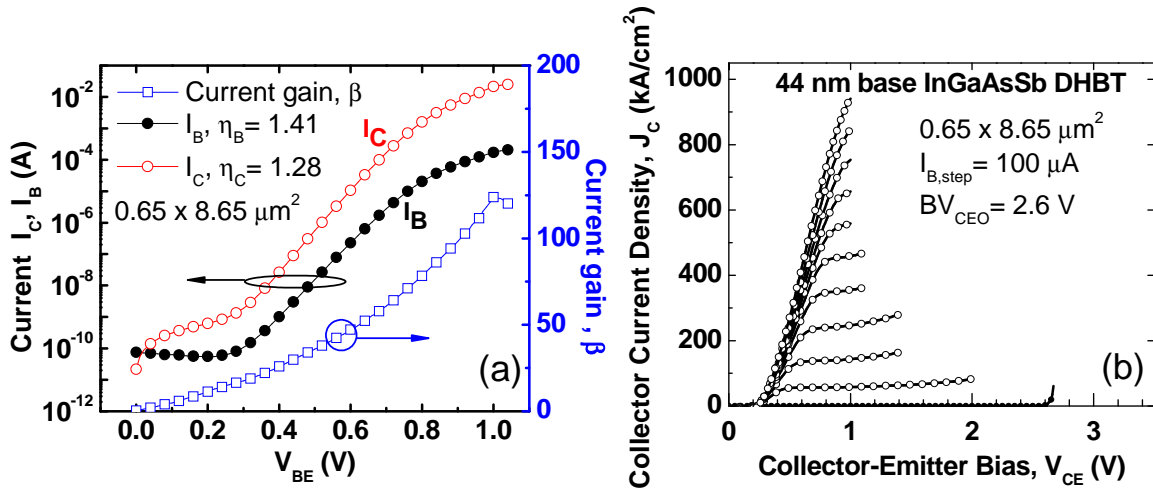 10⁻²
10⁻⁴
10⁻⁶
10⁻⁸
10⁻¹⁰
10⁻¹²
Current I_C, I_B (A)
Current gain, β
I_B, η_B= 1.41
I_C, η_C= 1.28
0.65 x 8.65 μm²
I_C
I_B
(a)
0.0 0.2 0.4 0.6 0.8 1.0
V_BE (V)
200
150
100
50
0
Current gain , β
1000
800
600
400
200
0
Collector Current Density, J_C (kA/cm²)
44 nm base InGaAsSb DHBT
0.65 x 8.65 μm²
I_B,step= 100 μA
BV_CEO= 2.6 V
(b)
0 1 2 3
Collector-Emitter Bias, V_CE (V)